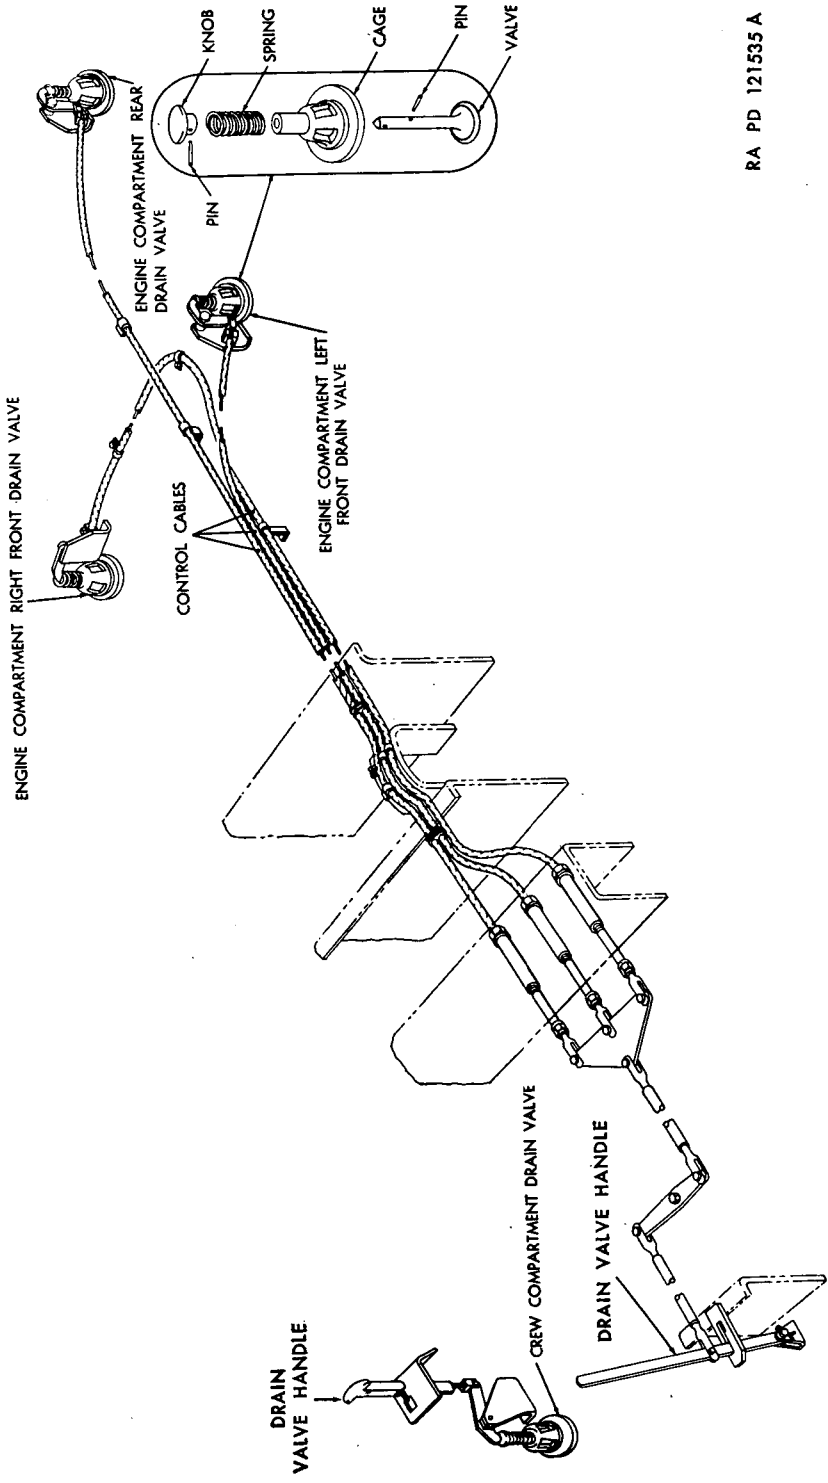 ENGINE COMPARTMENT RIGHT FRONT DRAIN VALVE
ENGINE COMPARTMENT REAR
DRAIN VALVE
KNOB
SPRING
CAGE
PIN
VALVE
PIN
CONTROL CABLES
ENGINE COMPARTMENT LEFT
FRONT DRAIN VALVE
DRAIN
VALVE HANDLE
CREW COMPARTMENT DRAIN VALVE
DRAIN VALVE HANDLE
RA PD 121535 A